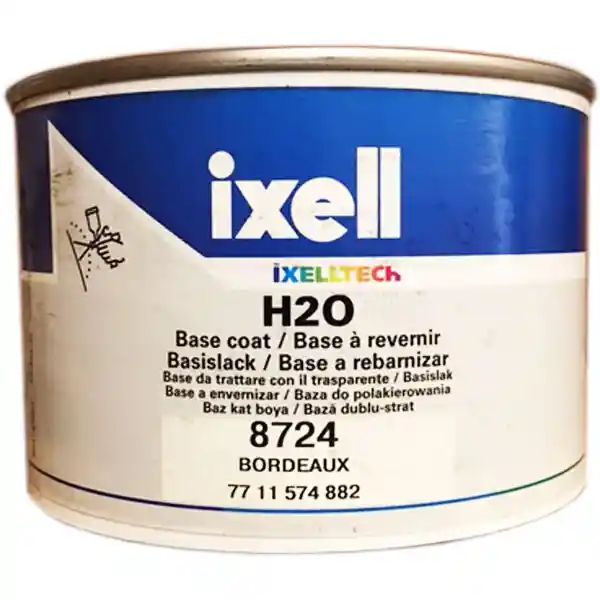 ixell
iXELLTECh
H2O
Base coat / Base à revernir
Basislack / Base a rebarnizar
Base da trattare con il trasparente / Basislak
Base a envernizar / Baza do polakierowania
Baz kat boya / Bază dublu-strat
8724
BORDEAUX
77 11 574 882